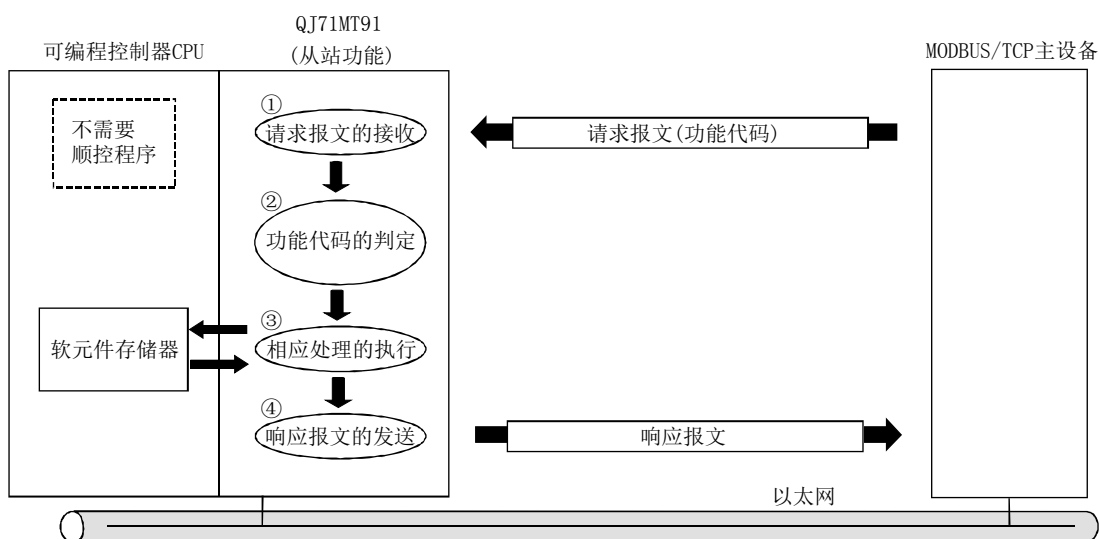 QJ71MT91
(从站功能)
可编程控制器CPU
MODBUS/TCP主设备
不需要
顺控程序
①
请求报文的接收
请求报文(功能代码)
②
功能代码的判定
③
相应处理的执行
软元件存储器
④
响应报文的发送
响应报文
以太网